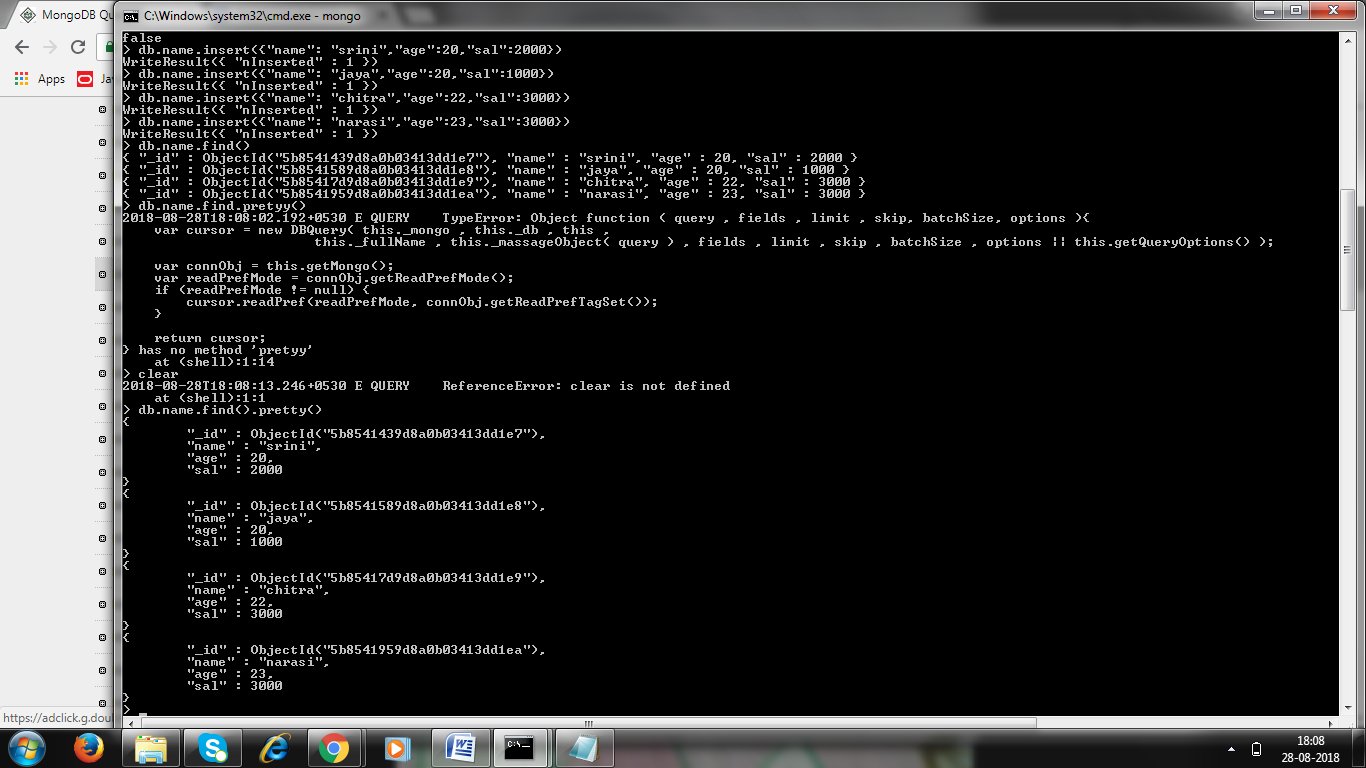 MongoDB Qu
C:\Windows\system32\cmd.exe - mongo
Apps
Ja
false
> db.name.insert({"name": "srini","age":20,"sal":2000})
WriteResult({ "nInserted" : 1 })
> db.name.insert({"name": "jaya","age":20,"sal":1000})
WriteResult({ "nInserted" : 1 })
> db.name.insert({"name": "chitra","age":22,"sal":3000})
WriteResult({ "nInserted" : 1 })
> db.name.insert({"name": "narasi","age":23,"sal":3000})
WriteResult({ "nInserted" : 1 })
> db.name.find()
{ "_id" : ObjectId("5b8541439d8a0b03413dd1e7"), "name" : "srini", "age" : 20, "sal" : 2000 }
{ "_id" : ObjectId("5b8541589d8a0b03413dd1e8"), "name" : "jaya", "age" : 20, "sal" : 1000 }
{ "_id" : ObjectId("5b85417d9d8a0b03413dd1e9"), "name" : "chitra", "age" : 22, "sal" : 3000 }
{ "_id" : ObjectId("5b8541959d8a0b03413dd1ea"), "name" : "narasi", "age" : 23, "sal" : 3000 }
> db.name.find.pretyy()
2018-08-28T18:08:02.192+0530 E QUERY    TypeError: Object function ( query , fields , limit , skip, batchSize, options ){
    var cursor = new DBQuery( this._mongo , this._db , this ,
                        this._fullName , this._massageObject( query ) , fields , limit , skip , batchSize , options || this.getQueryOptions() );
    var connObj = this.getMongo();
    var readPrefMode = connObj.getReadPrefMode();
    if (readPrefMode != null) {
        cursor.readPref(readPrefMode, connObj.getReadPrefTagSet());
    }
    return cursor;
} has no method 'pretyy'
    at (shell):1:14
> clear
2018-08-28T18:08:13.246+0530 E QUERY    ReferenceError: clear is not defined
    at (shell):1:1
> db.name.find().pretty()
{
        "_id" : ObjectId("5b8541439d8a0b03413dd1e7"),
        "name" : "srini",
        "age" : 20,
        "sal" : 2000
}
{
        "_id" : ObjectId("5b8541589d8a0b03413dd1e8"),
        "name" : "jaya",
        "age" : 20,
        "sal" : 1000
}
{
        "_id" : ObjectId("5b85417d9d8a0b03413dd1e9"),
        "name" : "chitra",
        "age" : 22,
        "sal" : 3000
}
{
        "_id" : ObjectId("5b8541959d8a0b03413dd1ea"),
        "name" : "narasi",
        "age" : 23,
        "sal" : 3000
}
>
https://adclick.g.dou
18:08
28-08-2018